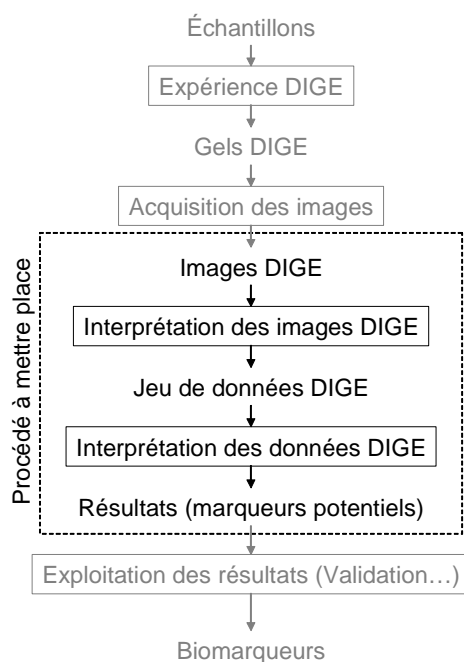 Échantillons
Expérience DIGE
Gels DIGE
Acquisition des images
Procédé à mettre place
Images DIGE
Interprétation des images DIGE
Jeu de données DIGE
Interprétation des données DIGE
Résultats (marqueurs potentiels)
Exploitation des résultats (Validation…)
Biomarqueurs